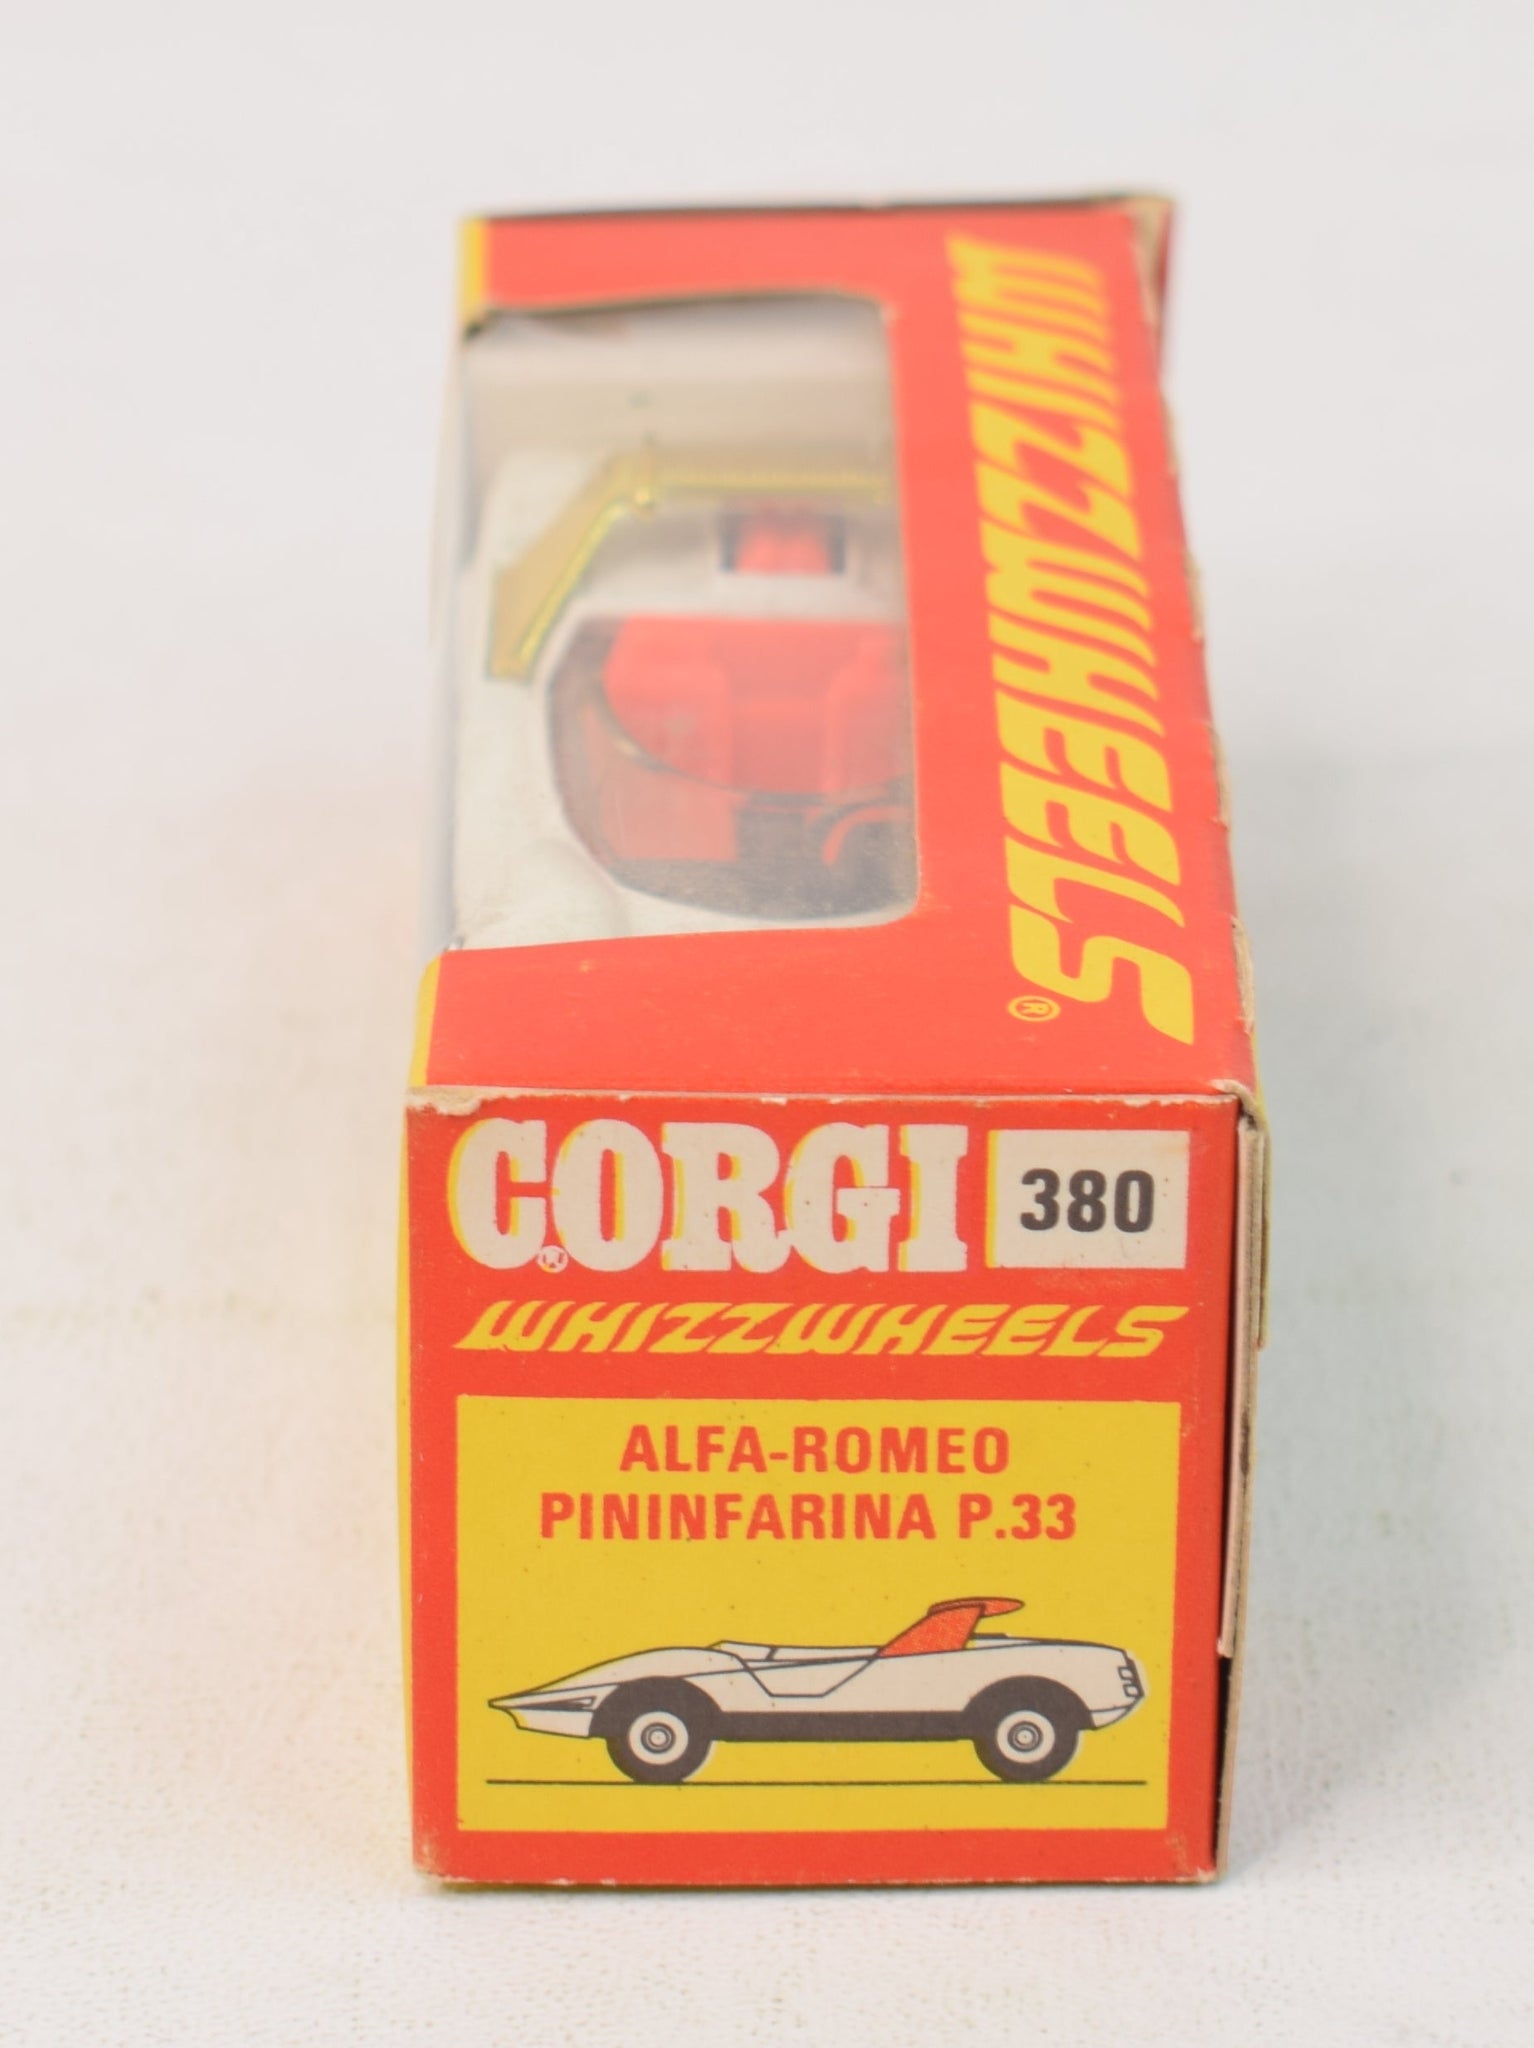 WHIZZWHEELS®
CORGI® 380
WHIZZWHEELS
ALFA-ROMEO
PININFARINA P.33